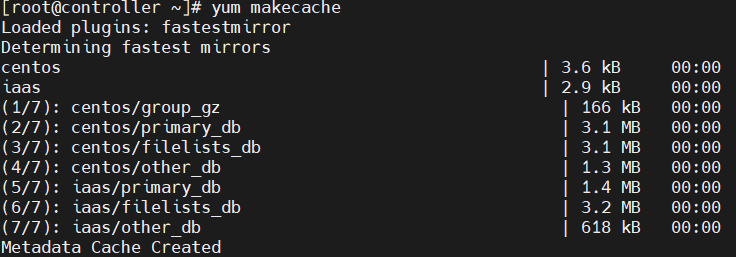 [root@controller ~]# yum makecache
Loaded plugins: fastestmirror
Determining fastest mirrors
centos | 3.6 kB 00:00
iaas | 2.9 kB 00:00
(1/7): centos/group_gz | 166 kB 00:00
(2/7): centos/primary_db | 3.1 MB 00:00
(3/7): centos/filelists_db | 3.1 MB 00:00
(4/7): centos/other_db | 1.3 MB 00:00
(5/7): iaas/primary_db | 1.4 MB 00:00
(6/7): iaas/filelists_db | 3.2 MB 00:00
(7/7): iaas/other_db | 618 kB 00:00
Metadata Cache Created